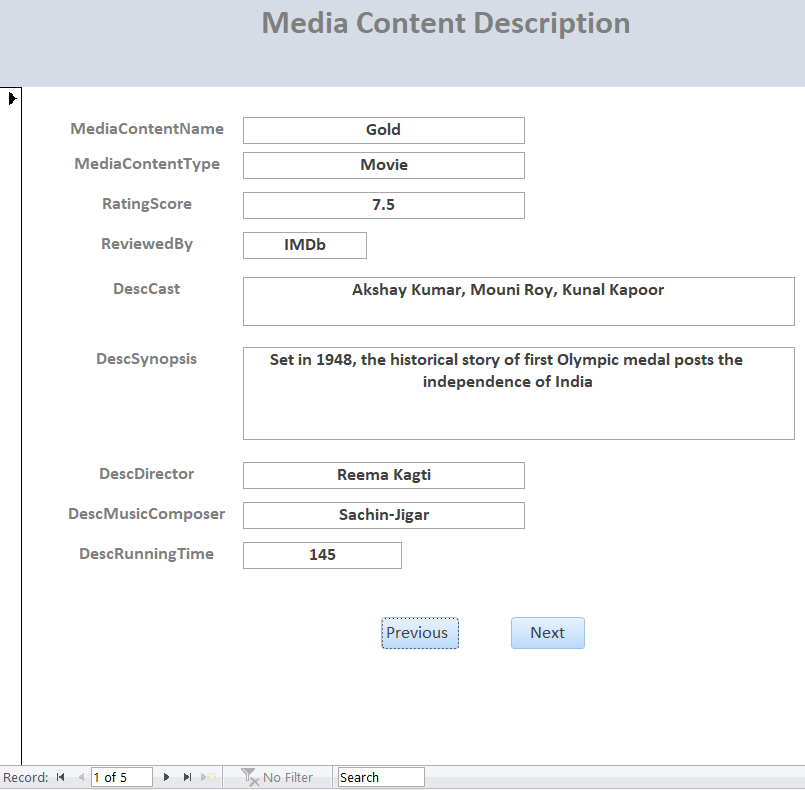 Media Content Description
MediaContentName Gold
MediaContentType Movie
RatingScore 7.5
ReviewedBy IMDb
DescCast Akshay Kumar, Mouni Roy, Kunal Kapoor
DescSynopsis Set in 1948, the historical story of first Olympic medal posts the
independence of India
DescDirector Reema Kagti
DescMusicComposer Sachin-Jigar
DescRunningTime 145
Previous Next
Record: 1 of 5 No Filter Search